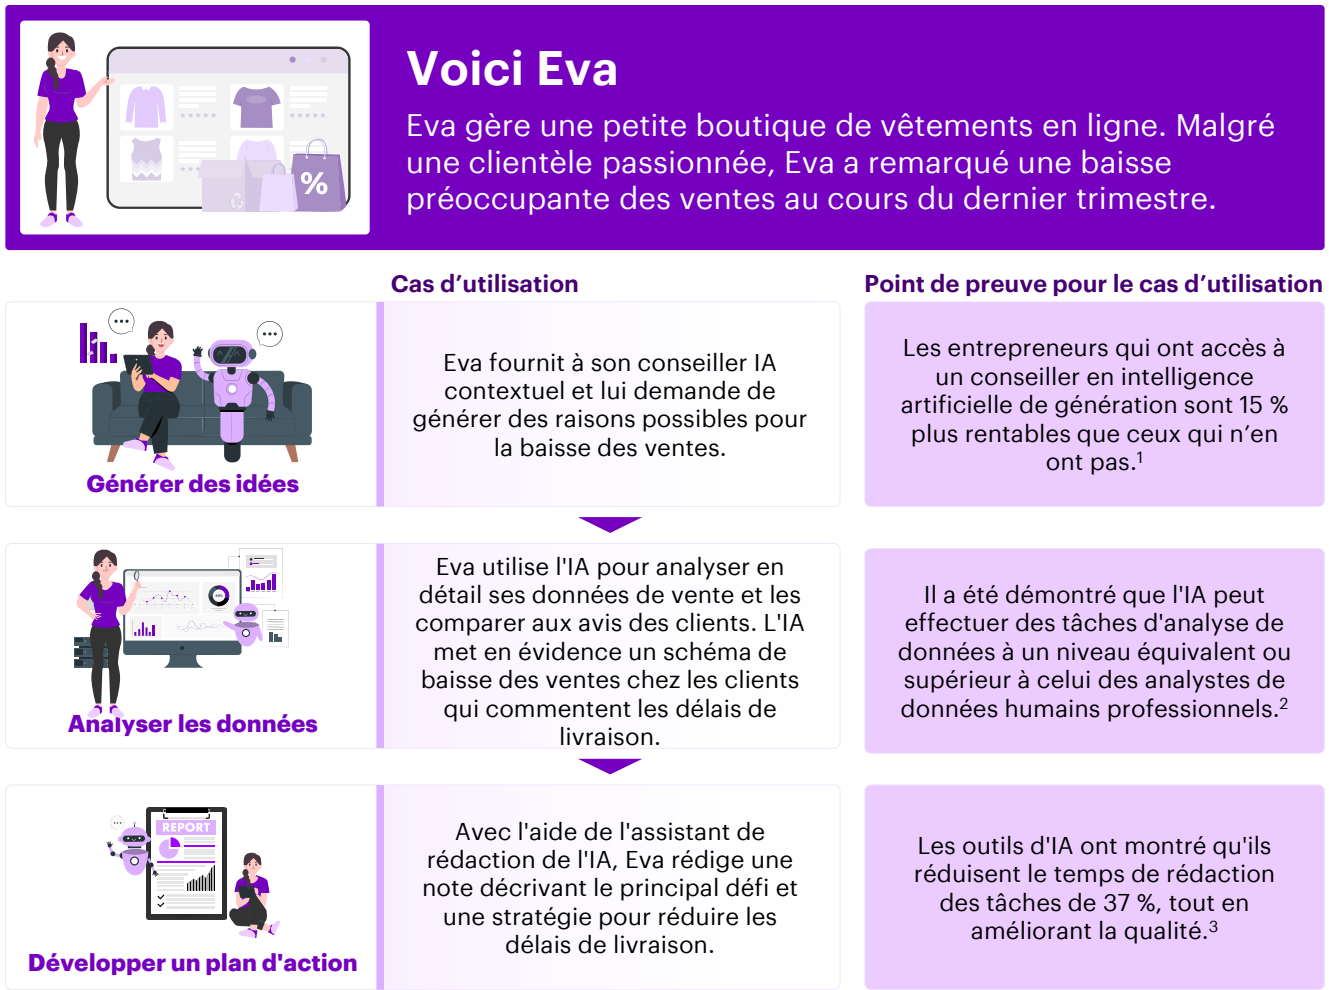 Voici Eva
Eva gère une petite boutique de vêtements en ligne. Malgré
une clientèle passionnée, Eva a remarqué une baisse
préoccupante des ventes au cours du dernier trimestre.
%
Cas d’utilisation
Point de preuve pour le cas d’utilisation
Générer des idées
Eva fournit à son conseiller IA
contextuel et lui demande de
générer des raisons possibles pour
la baisse des ventes.
Les entrepreneurs qui ont accès à
un conseiller en intelligence
artificielle de génération sont 15 %
plus rentables que ceux qui n’en
ont pas.1
Analyser les données
Eva utilise l'IA pour analyser en
détail ses données de vente et les
comparer aux avis des clients. L'IA
met en évidence un schéma de
baisse des ventes chez les clients
qui commentent les délais de
livraison.
Il a été démontré que l'IA peut
effectuer des tâches d'analyse de
données à un niveau équivalent ou
supérieur à celui des analystes de
données humains professionnels.2
REPORT
Développer un plan d'action
Avec l'aide de l'assistant de
rédaction de l'IA, Eva rédige une
note décrivant le principal défi et
une stratégie pour réduire les
délais de livraison.
Les outils d'IA ont montré qu'ils
réduisent le temps de rédaction
des tâches de 37 %, tout en
améliorant la qualité.3